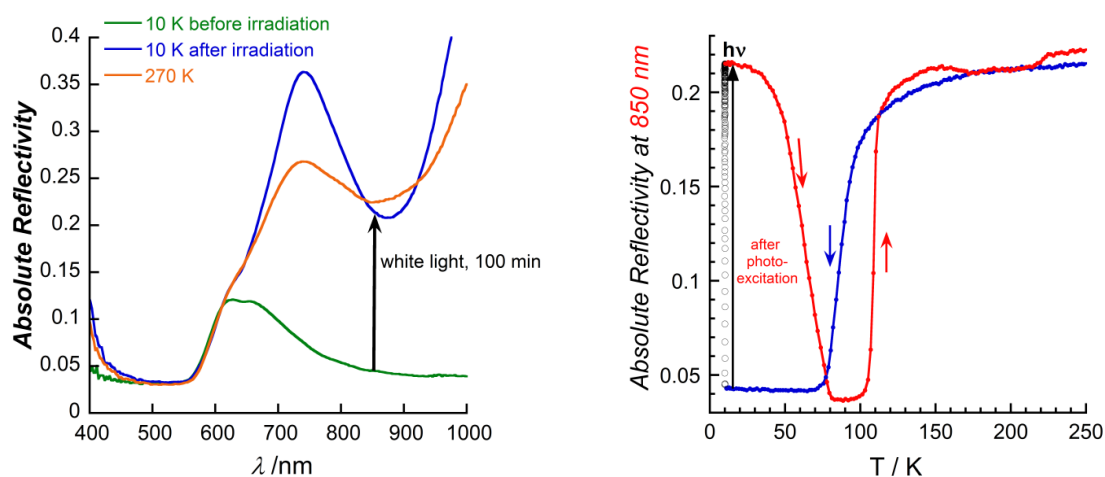 10 K before irradiation
10 K after irradiation
270 K
0.4
0.35
0.3
0.25
0.2
0.15
0.1
0.05
0
Absolute Reflectivity
white light, 100 min
400 500 600 700 800 900 1000
λ /nm
hν
0.2
0.15
0.1
0.05
Absolute Reflectivity at 850 nm
after
photo-
excitation
0 50 100 150 200 250
T / K